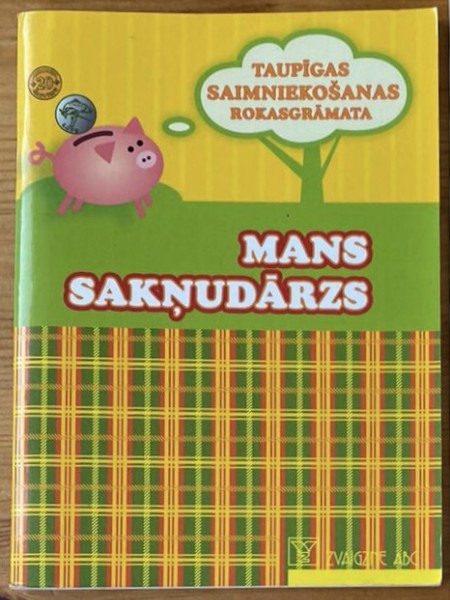 TAUPĪGAS
SAIMNIEKOŠANAS
ROKASGRĀMATA
MANS
SAKŅUDĀRZS
ZVAIGZNE ABC